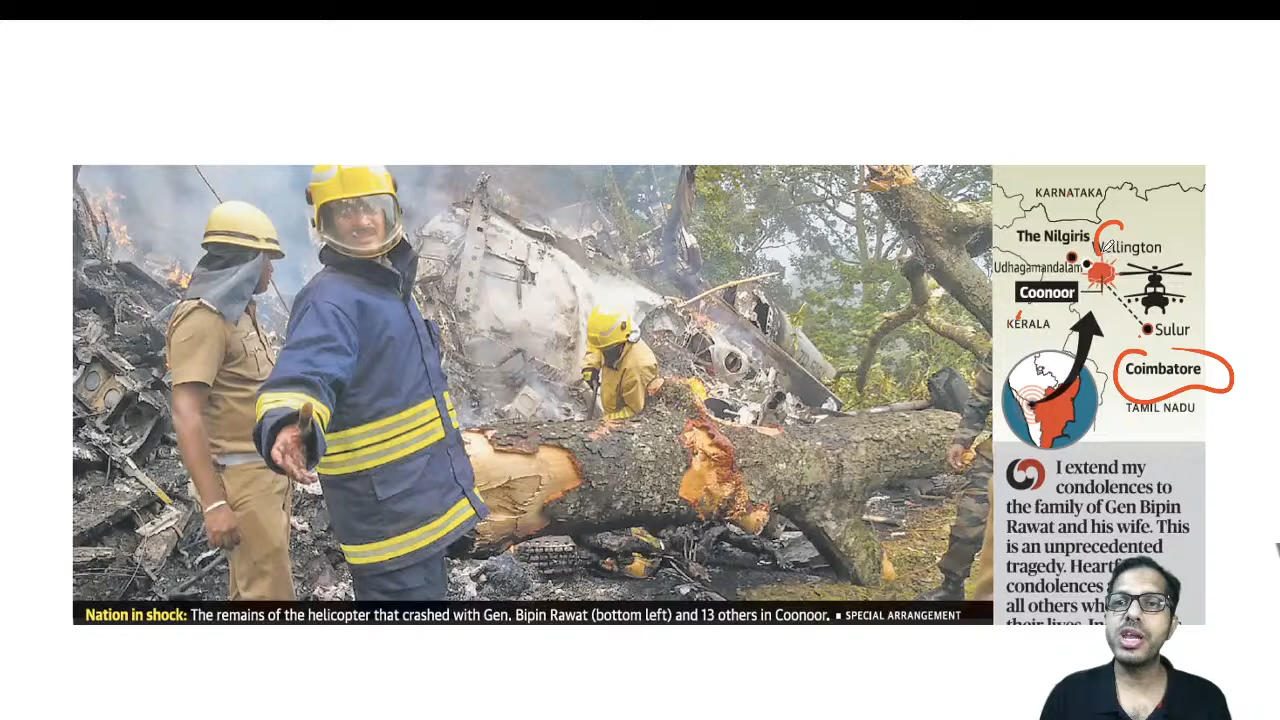 KARNATAKA
The Nilgiris
Wellington
Udhagamandalam
Coonoor
KERALA
Sulur
Coimbatore
TAMIL NADU
I extend my
condolences to
the family of Gen Bipin
Rawat and his wife. This
is an unprecedented
tragedy.
condolences
all others
their lives.
Nation in shock: The remains of the helicopter that crashed with Gen. Bipin Rawat (bottom left) and 13 others in Coonoor. ■ SPECIAL ARRANGEMENT